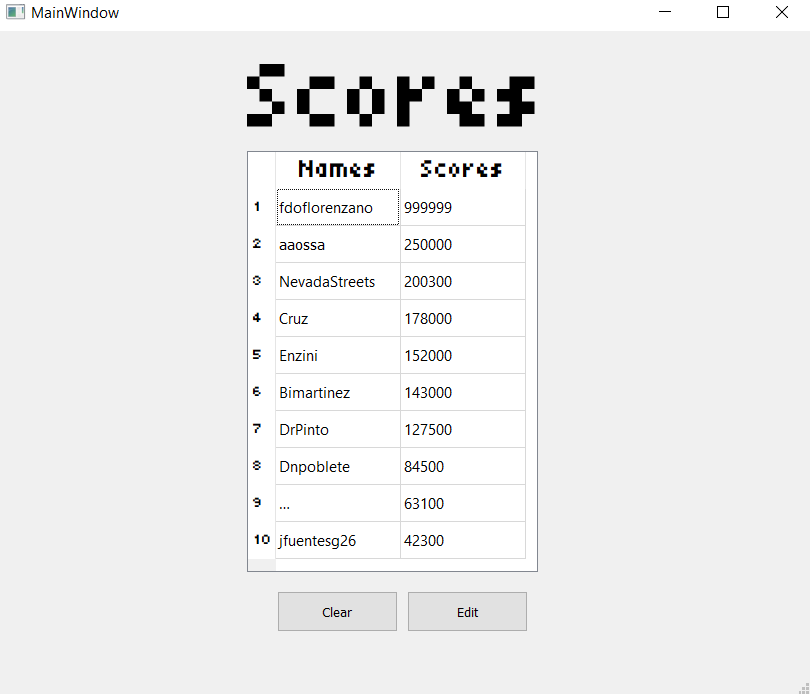 MainWindow
Scores
Names Scores
1 fdoflorenzano 999999
2 aaossa 250000
3 NevadaStreets 200300
4 Cruz 178000
5 Enzini 152000
6 Bimartinez 143000
7 DrPinto 127500
8 Dnpoblete 84500
9 ... 63100
10 jfuentesg26 42300
Clear Edit